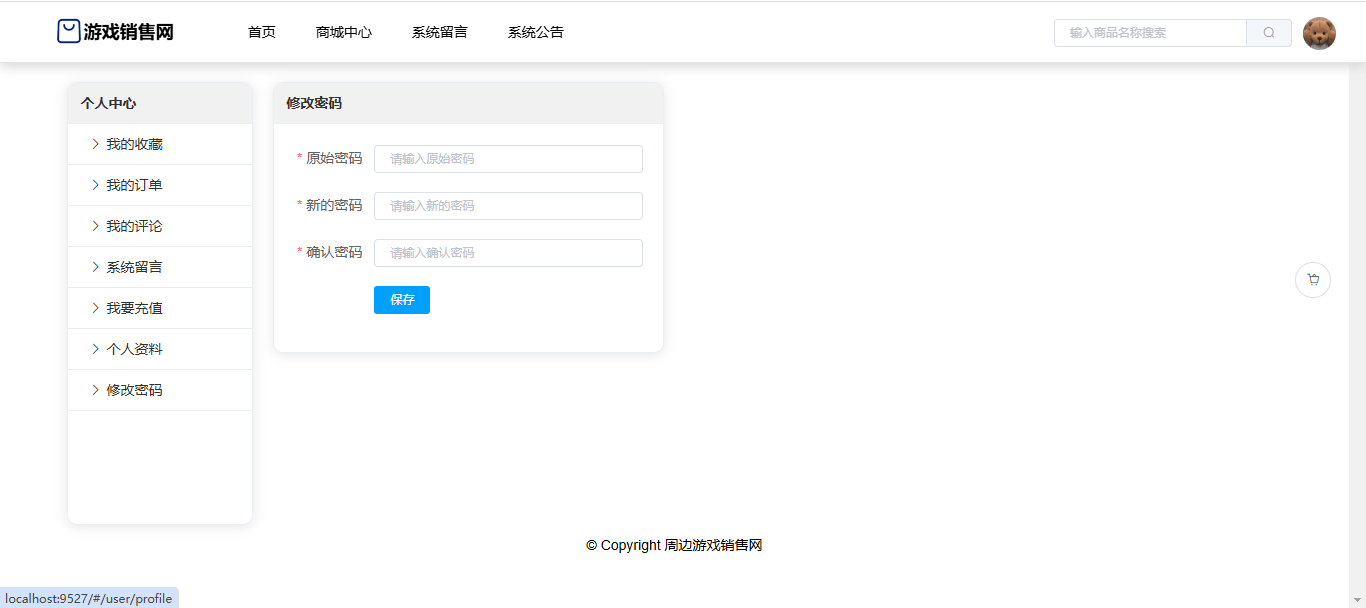 游戏销售网
首页
商城中心
系统留言
系统公告
输入商品名称搜索
个人中心
我的收藏
我的订单
我的评论
系统留言
我要充值
个人资料
修改密码
修改密码
* 原始密码
请输入原始密码
* 新的密码
请输入新的密码
* 确认密码
请输入确认密码
保存
© Copyright 周边游戏销售网
localhost:9527/#/user/profile